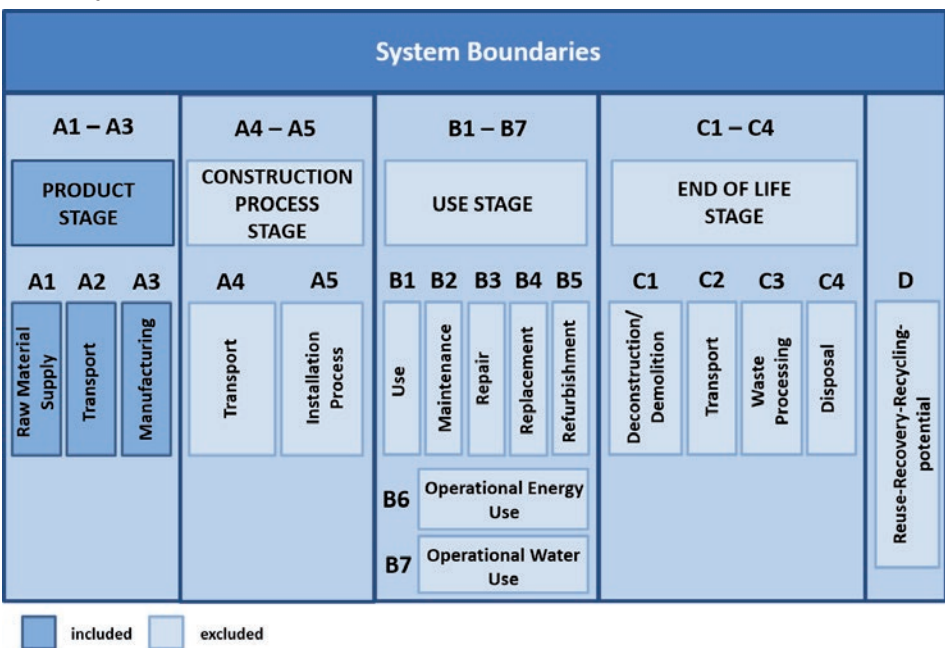 System Boundaries
A1 – A3
A4 – A5
B1 – B7
C1 – C4
PRODUCT
STAGE
CONSTRUCTION
PROCESS
STAGE
USE STAGE
END OF LIFE
STAGE
A1
A2
A3
A4
A5
B1
B2
B3
B4
B5
C1
C2
C3
C4
D
Raw Material
Supply
Transport
Manufacturing
Transport
Installation
Process
Use
Maintenance
Repair
Replacement
Refurbishment
Deconstruction/
Demolition
Transport
Waste
Processing
Disposal
Reuse-Recovery-Recycling-
potential
B6
Operational Energy
Use
B7
Operational Water
Use
included
excluded